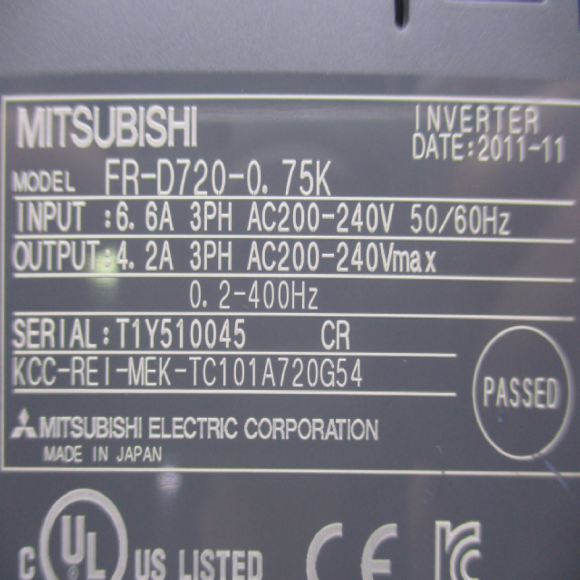 MITSUBISHI INVERTER
DATE:2011-11
MODEL FR-D720-0.75K
INPUT :6.6A 3PH AC200-240V 50/60Hz
OUTPUT:4.2A 3PH AC200-240Vmax
0.2-400Hz
SERIAL:T1Y510045 CR
KCC-REI-MEK-TC101A720G54
PASSED
MITSUBISHI ELECTRIC CORPORATION
MADE IN JAPAN
C UL US LISTED CE